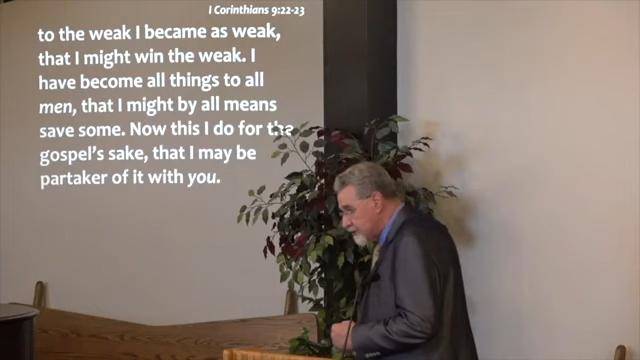 I Corinthians 9:22-23
to the weak I became as weak,
that I might win the weak. I
have become all things to all
men, that I might by all means
save some. Now this I do for the
gospel's sake, that I may be
partaker of it with you.